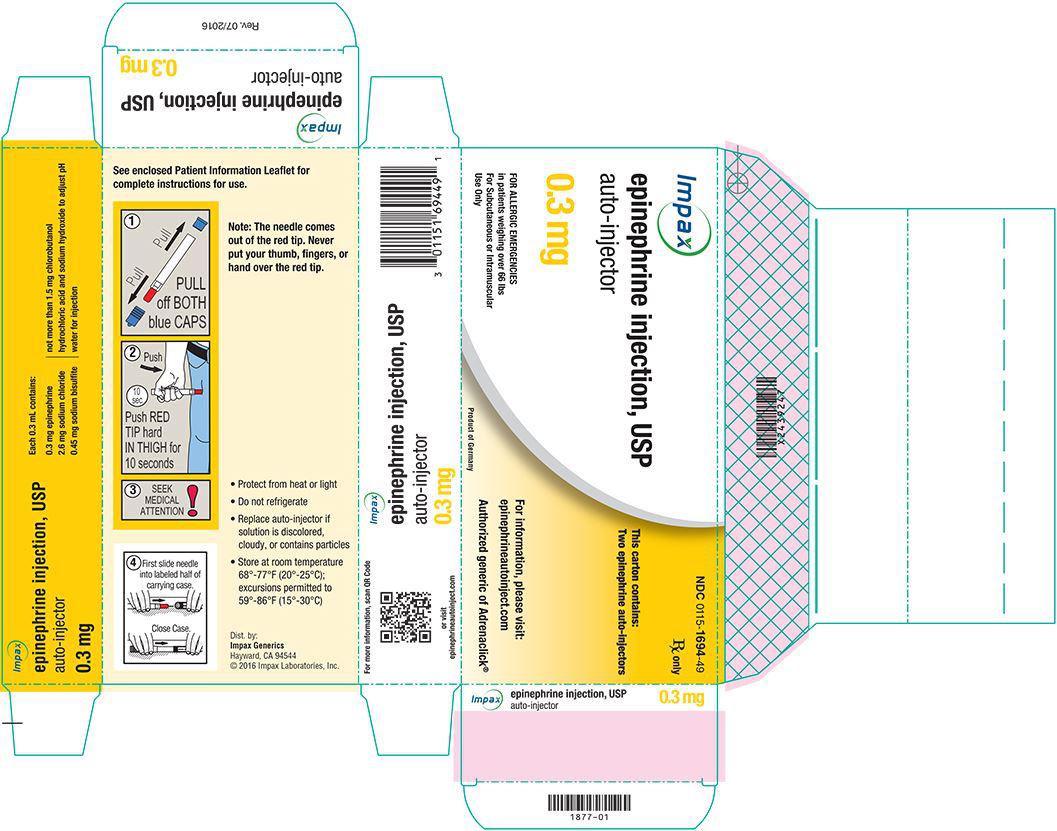 Rev. 07/2016
0.3 mg
auto-injector
epinephrine injection, USP
impax
Each 0.3 mL contains:
0.3 mg epinephrine
2.6 mg sodium chloride
0.45 mg bisulfite
not more than 1.5 mg chlorobutanol
hydrochloric acid and sodium hydroxide to adjust pH
water for injection
impax
epinephrine injection, USP
auto-injector
0.3 mg
See enclosed Patient Information Leaflet for
complete instructions for use.
1
Pull
Pull
PULL
off BOTH
blue CAPS
2
Push
10
sec
Push RED
TIP hard
IN THIGH for
10 seconds
3
SEEK
MEDICAL
ATTENTION
!
4
First slide needle
into labeled half of
carrying case.
Close Case.
Note: The needle comes
out of the red tip. Never
put your thumb, fingers, or
hand over the red tip.
• Protect from heat or light
• Do not refrigerate
• Replace auto-injector if
solution is discolored,
cloudy, or contains particles
• Store at room temperature
68°-77°F (20°-25°C);
excursions permitted to
59°-86°F (15°-30°C)
Dist. by:
Impax Generics
Hayward, CA 94544
© 2016 Impax Laboratories, Inc.
3 01151 69449 1
impax
epinephrine injection, USP
auto-injector
0.3 mg
For more information, scan QR Code
or visit
epinephrineautoinject.com
impax
epinephrine injection, USP
auto-injector
0.3 mg
FOR ALLERGIC EMERGENCIES
in patients weighing over 66 lbs
For Subcutaneous or Intramuscular
Use Only
Product of Germany
NDC 0115-1694-49
Rx only
This carton contains:
Two epinephrine auto-injectors
For information, please visit:
epinephrineautoinject.com
Authorized generic of Adrenaclick®
impax
epinephrine injection, USP
auto-injector
0.3 mg
1877-01